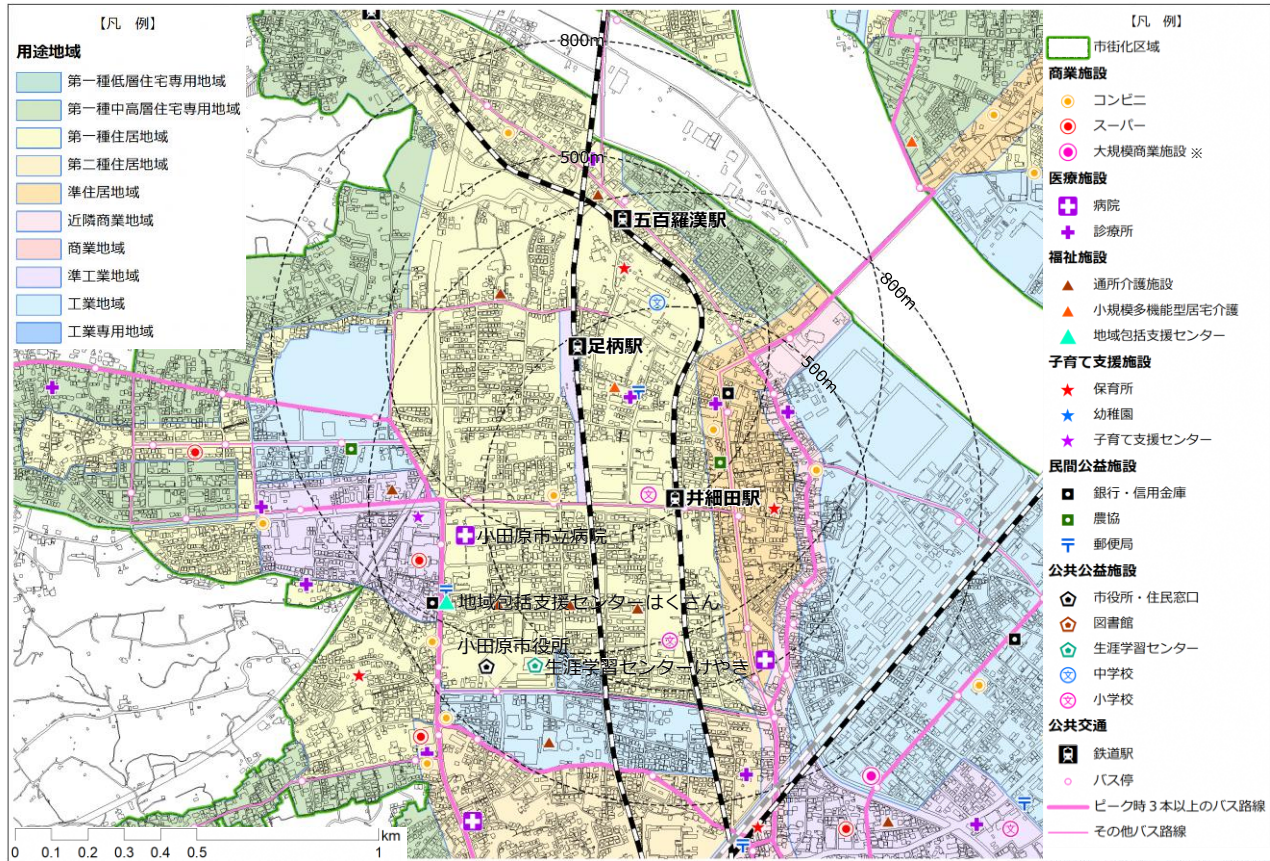 【凡　例】
用途地域
第一種低層住宅専用地域
第一種中高層住宅専用地域
第一種住居地域
第二種住居地域
準住居地域
近隣商業地域
商業地域
準工業地域
工業地域
工業専用地域
800m
500m
五百羅漢駅
800m
足柄駅
500m
井細田駅
小田原市立病院
地域包括支援センターはくさん
小田原市役所
生涯学習センターけやき
km
0 0.1 0.2 0.3 0.4 0.5 1
【凡　例】
市街化区域
商業施設
コンビニ
スーパー
大規模商業施設 ※
医療施設
病院
診療所
福祉施設
通所介護施設
小規模多機能型居宅介護
地域包括支援センター
子育て支援施設
保育所
幼稚園
子育て支援センター
民間公益施設
銀行・信用金庫
農協
郵便局
公共公益施設
市役所・住民窓口
図書館
生涯学習センター
文 中学校
文 小学校
公共交通
鉄道駅
バス停
ピーク時３本以上のバス路線
その他バス路線